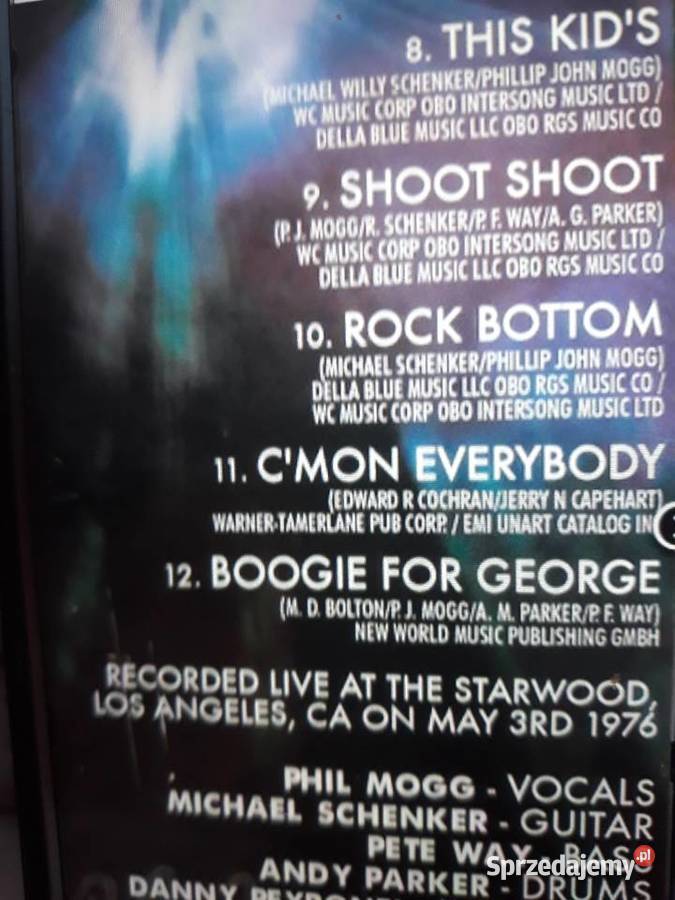 8. THIS KID'S
(MICHAEL WILLY SCHENKER/PHILLIP JOHN MOGG)
WC MUSIC CORP OBO INTERSONG MUSIC LTD /
DELLA BLUE MUSIC LLC OBO RGS MUSIC CO
9. SHOOT SHOOT
(P. J. MOGG/R. SCHENKER/P. F. WAY/A. G. PARKER)
WC MUSIC CORP OBO INTERSONG MUSIC LTD /
DELLA BLUE MUSIC LLC OBO RGS MUSIC CO
10. ROCK BOTTOM
(MICHAEL SCHENKER/PHILLIP JOHN MOGG)
DELLA BLUE MUSIC LLC OBO RGS MUSIC CO /
WC MUSIC CORP OBO INTERSONG MUSIC LTD
11. C'MON EVERYBODY
(EDWARD R COCHRAN/JERRY N CAPEHART)
WARNER-TAMERLANE PUB CORP. / EMI UNART CATALOG IN
12. BOOGIE FOR GEORGE
(M. D. BOLTON/P. J. MOGG/A. M. PARKER/P. F. WAY)
NEW WORLD MUSIC PUBLISHING GMBH
RECORDED LIVE AT THE STARWOOD,
LOS ANGELES, CA ON MAY 3RD 1976
PHIL MOGG - VOCALS
MICHAEL SCHENKER - GUITAR
PETE WAY - BASS
ANDY PARKER - DRUMS
DANNY
Sprzedajemy.pl